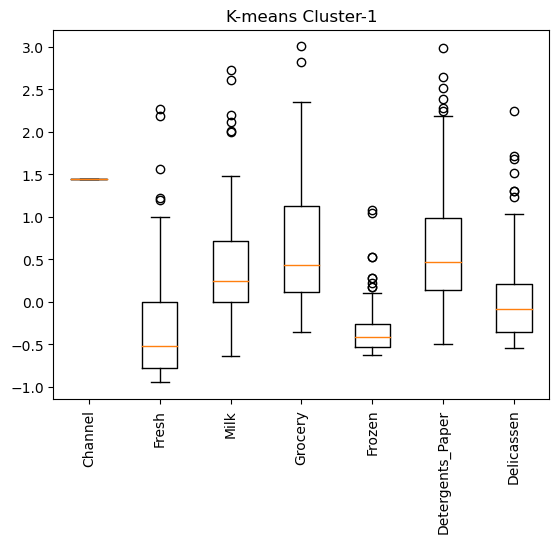 K-means Cluster-1
3.0
2.5
2.0
1.5
1.0
0.5
0.0
−0.5
−1.0
Channel
Fresh
Milk
Grocery
Frozen
Detergents_Paper
Delicassen